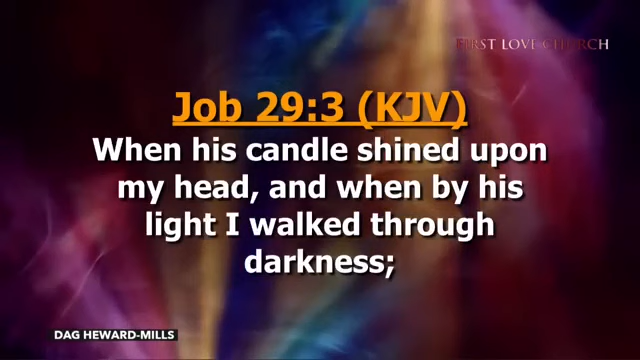 FIRST LOVE CHURCH
Job 29:3 (KJV)
When his candle shined upon
my head, and when by his
light I walked through
darkness;
DAG HEWARD-MILLS